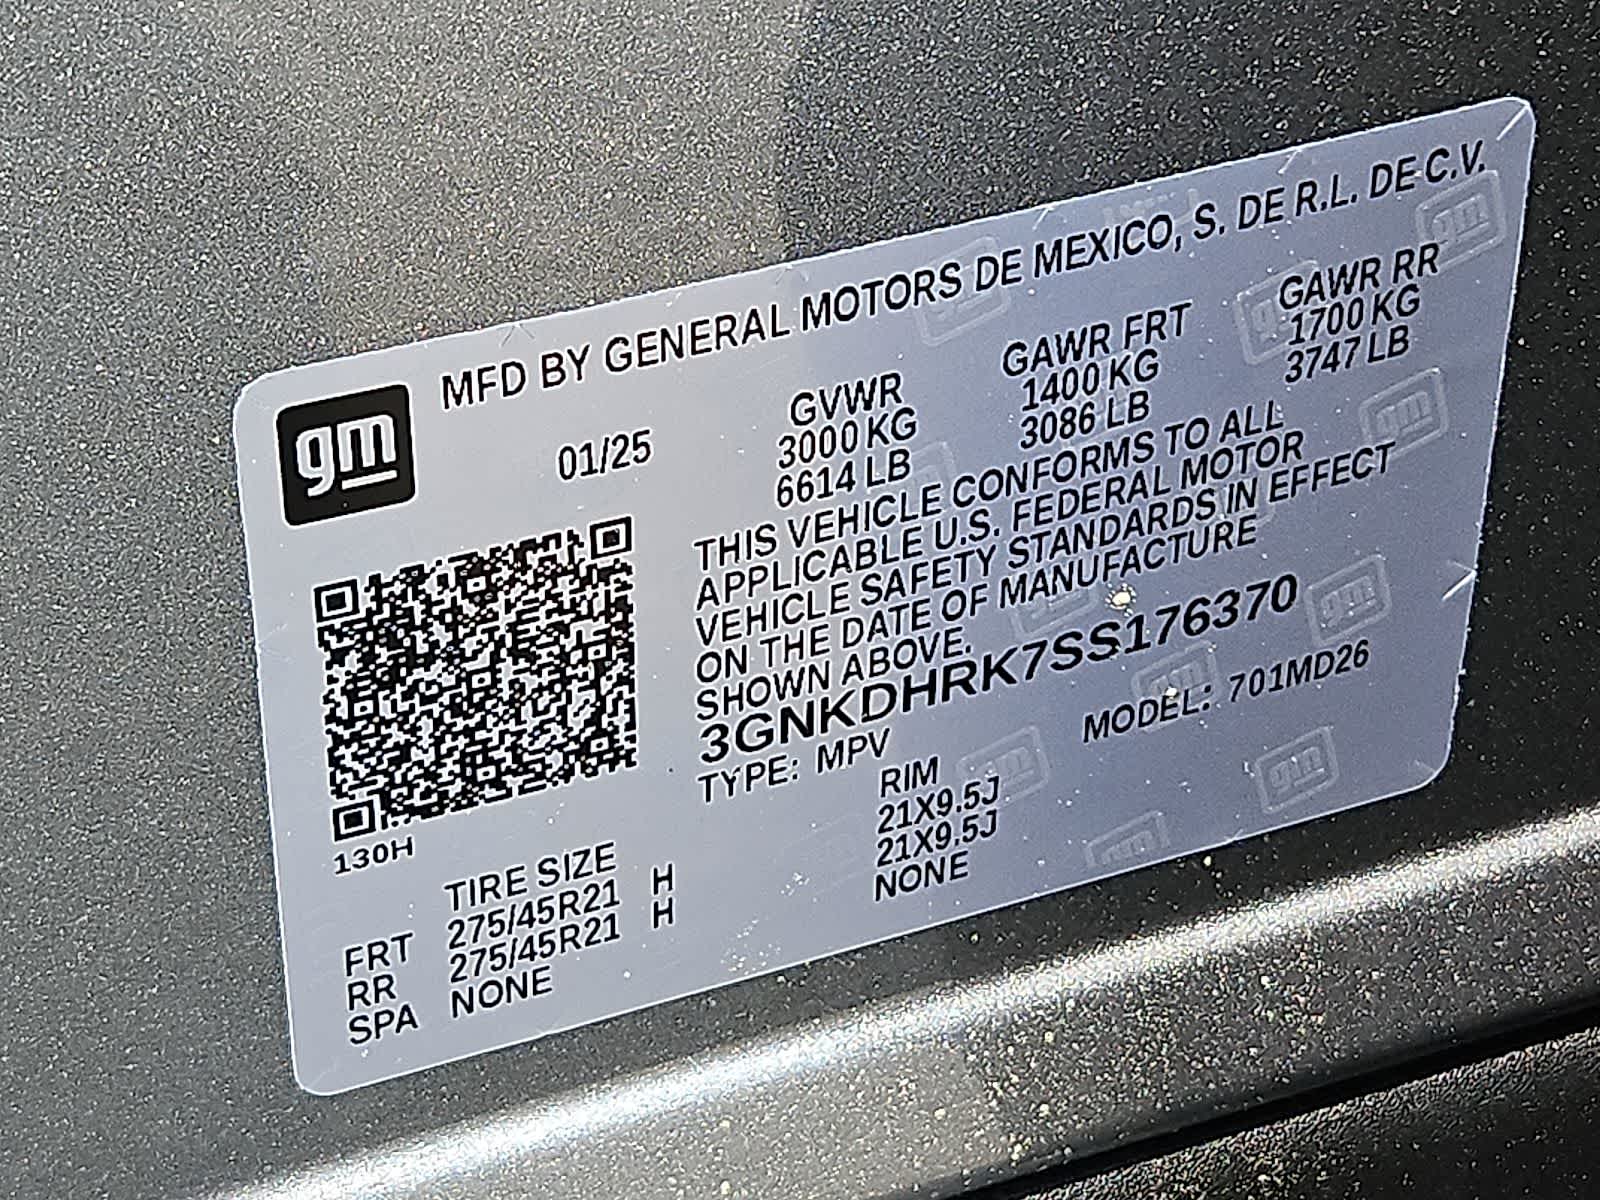 gm
MFD BY GENERAL MOTORS DE MEXICO, S. DE R.L. DE C.V.
01/25
GVWR
3000 KG
6614 LB
GAWR FRT
1400 KG
3086 LB
GAWR RR
1700 KG
3747 LB
THIS VEHICLE CONFORMS TO ALL
APPLICABLE U.S. FEDERAL MOTOR
VEHICLE SAFETY STANDARDS IN EFFECT
ON THE DATE OF MANUFACTURE
SHOWN ABOVE.
3GNKDHRK7SS176370
TYPE: MPV
MODEL: 701MD26
130H
TIRE SIZE
RIM
FRT 275/45R21 H 21X9.5J
RR 275/45R21 H 21X9.5J
SPA NONE NONE